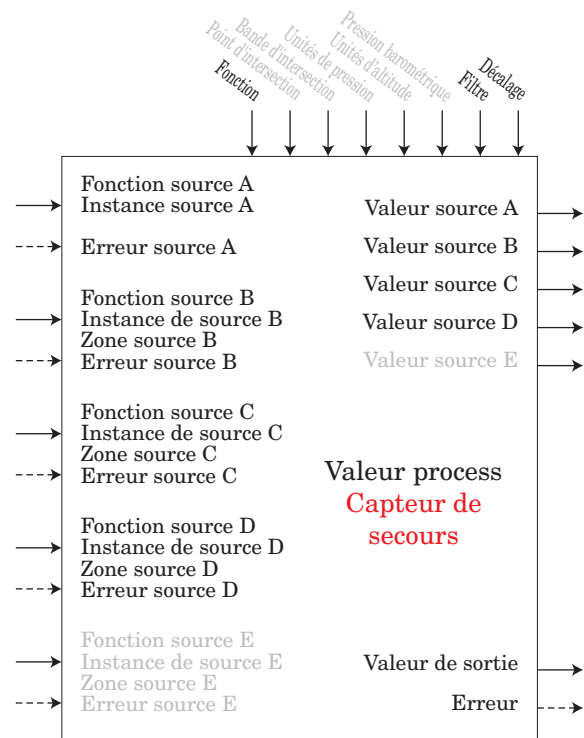 Fonction
Point d'intersection
Bande d'intersection
Unités de pression
Unités d'altitude
Pression barométrique
Filtre
Décalage
Fonction source A
Instance source A
Erreur source A
Fonction source B
Instance de source B
Zone source B
Erreur source B
Fonction source C
Instance de source C
Zone source C
Erreur source C
Fonction source D
Instance de source D
Zone source D
Erreur source D
Fonction source E
Instance de source E
Zone source E
Erreur source E
Valeur source A
Valeur source B
Valeur source C
Valeur source D
Valeur source E
Valeur process
Capteur de
secours
Valeur de sortie
Erreur